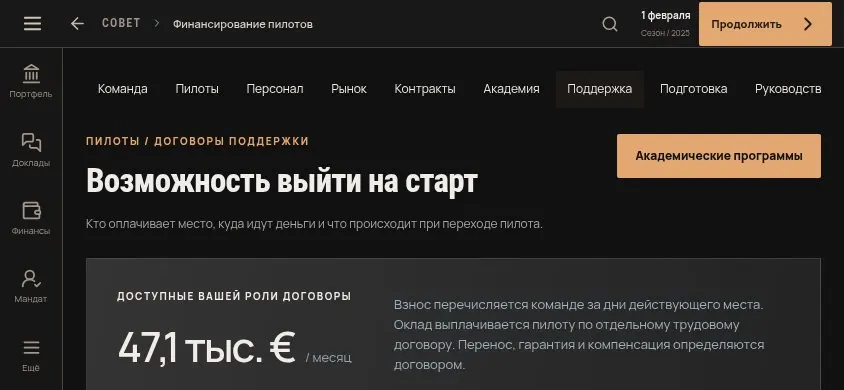 СОВЕТ
Финансирование пилотов
1 февраля
Сезон / 2025
Продолжить
Портфель
Доклады
Финансы
Мандат
Ещё
Команда Пилоты Персонал Рынок Контракты Академия Поддержка Подготовка Руководств
ПИЛОТЫ / ДОГОВОРЫ ПОДДЕРЖКИ
Академические программы
Возможность выйти на старт
Кто оплачивает место, куда идут деньги и что происходит при переходе пилота.
ДОСТУПНЫЕ ВАШЕЙ РОЛИ ДОГОВОРЫ
47,1 тыс. € / месяц
Взнос перечисляется команде за дни действующего места.
Оклад выплачивается пилоту по отдельному трудовому
договору. Перенос, гарантия и компенсация определяются
договором.